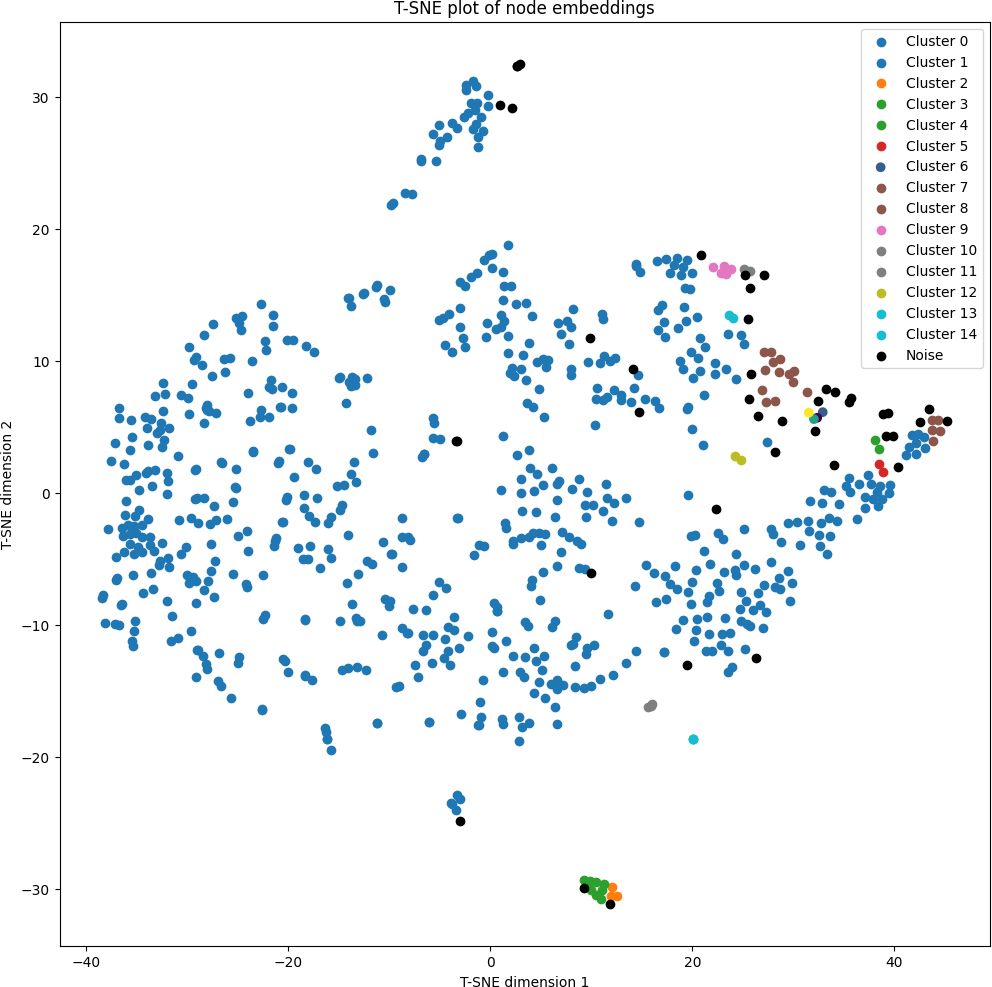 T-SNE plot of node embeddings
T-SNE dimension 2
30
20
10
0
−10
−20
−30
−40
−20
0
20
40
T-SNE dimension 1
Cluster 0
Cluster 1
Cluster 2
Cluster 3
Cluster 4
Cluster 5
Cluster 6
Cluster 7
Cluster 8
Cluster 9
Cluster 10
Cluster 11
Cluster 12
Cluster 13
Cluster 14
Noise